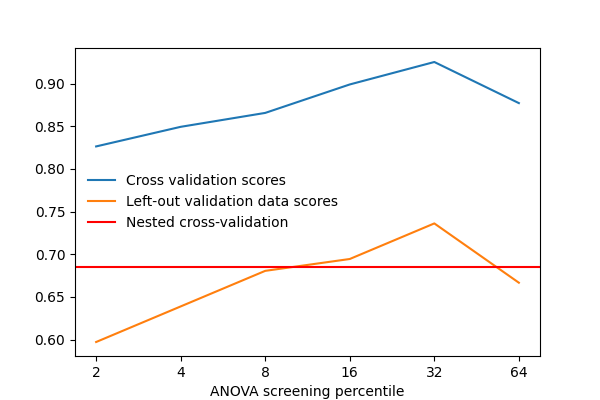 0.90
0.85
0.80
0.75
0.70
0.65
0.60
Cross validation scores
Left-out validation data scores
Nested cross-validation
2 4 8 16 32 64
ANOVA screening percentile